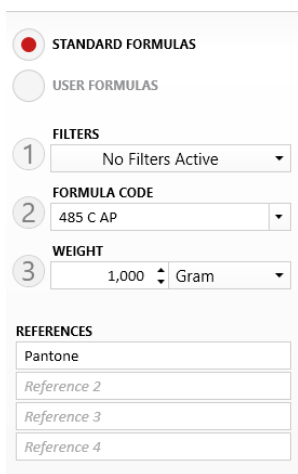 STANDARD FORMULAS
USER FORMULAS
FILTERS
1 No Filters Active
FORMULA CODE
2 485 C AP
WEIGHT
3 1,000 Gram
REFERENCES
Pantone
Reference 2
Reference 3
Reference 4